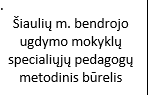 Šiaulių m. bendrojo
ugdymo mokyklų
specialiųjų pedagogų
metodinis būrelis